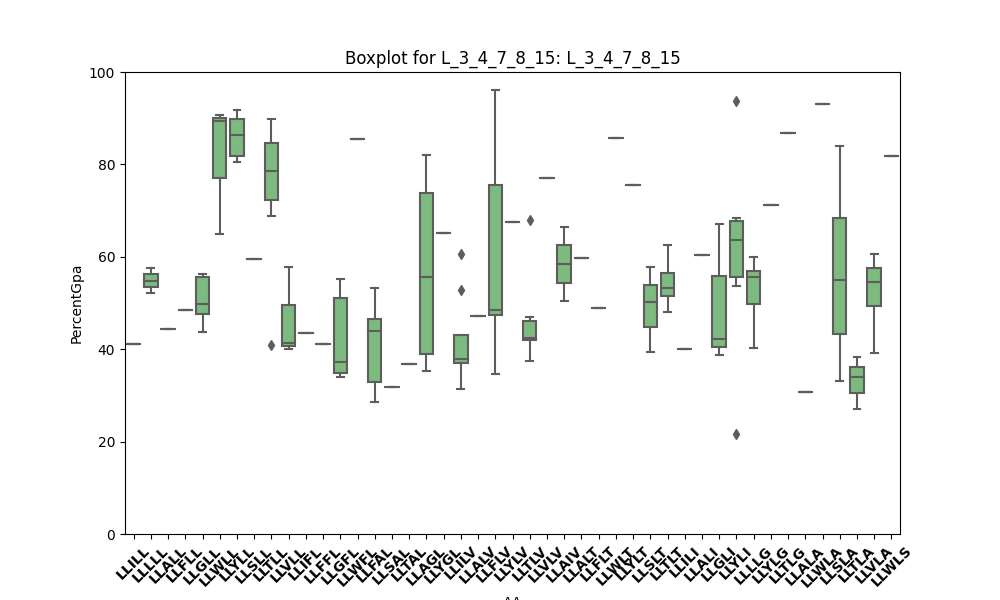 Boxplot for L_3_4_7_8_15: L_3_4_7_8_15
100
80
60
40
20
0
PercentGpa
LLILL
LLLLL
LLALL
LLFLL
LLGLL
LLWLL
LLYLL
LLSLL
LLTLL
LLVLL
LLIFL
LLFFL
LLGFL
LLWFL
LLFAL
LLSAL
LLTAL
LLAGL
LLYGL
LLILV
LLALV
LLFLV
LLYLV
LLTLV
LLVLV
LLAIV
LLALT
LLFLT
LLWLT
LLYLT
LLSLT
LLTLT
LLILI
LLALI
LLGLI
LLYLI
LLLLG
LLYLG
LLTLG
LLALA
LLWLA
LLSLA
LLTLA
LLVLA
LLWLS